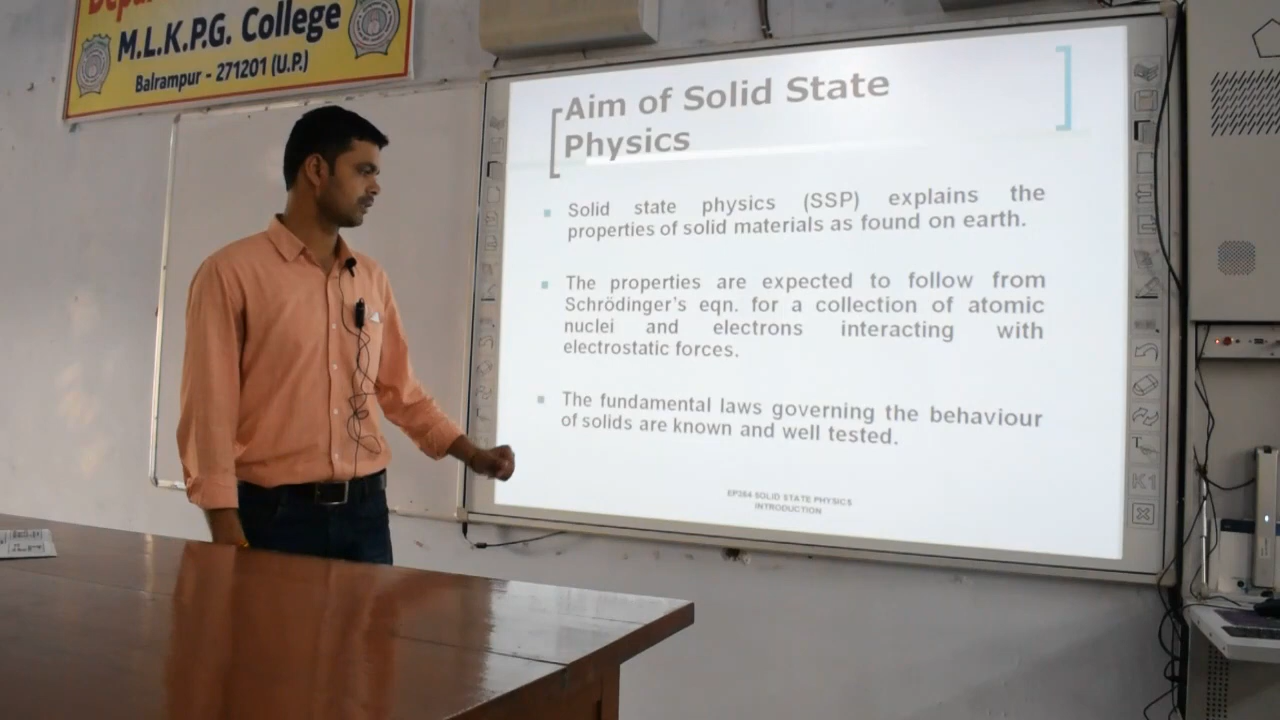 Depar
M.L.K.P.G. College
Balrampur - 271201 (U.P.)
Aim of Solid State
Physics
Solid state physics (SSP) explains the
properties of solid materials as found on earth.
The properties are expected to follow from
Schrödinger's eqn. for a collection of atomic
nuclei and electrons interacting with
electrostatic forces.
The fundamental laws governing the behaviour
of solids are known and well tested.
EP364 SOLID STATE PHYSICS
INTRODUCTION
K1